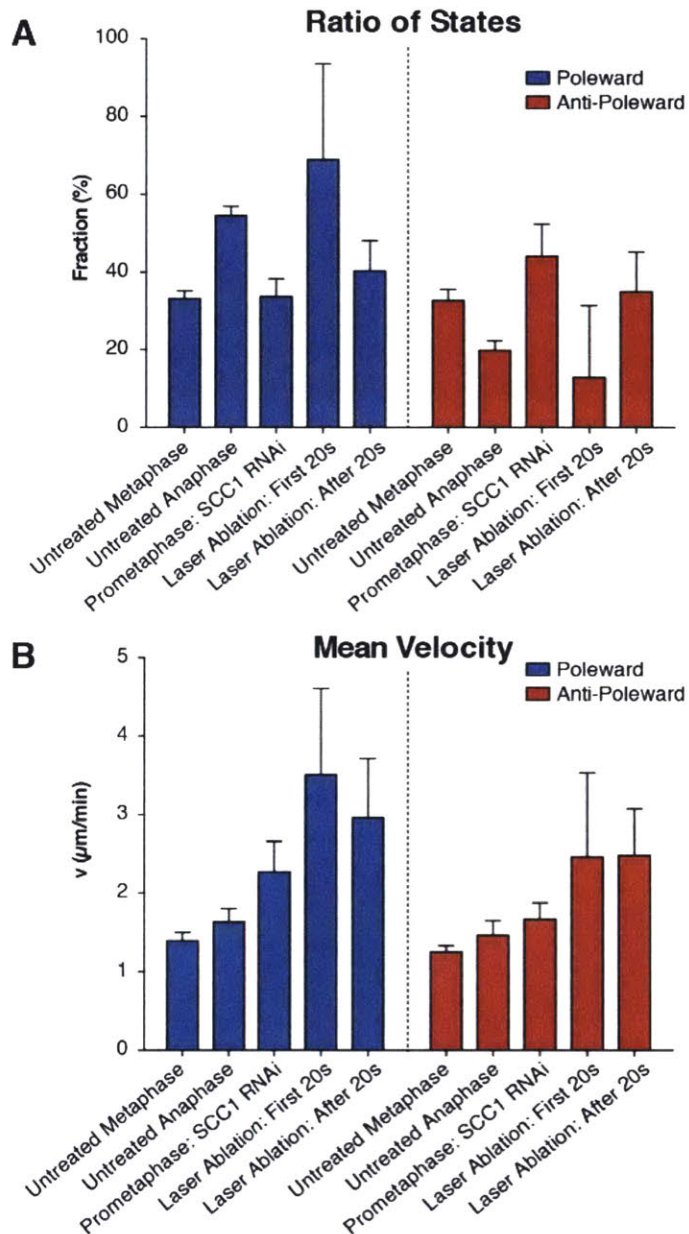 A
Ratio of States
Poleward
Anti-Poleward
Fraction (%)
100
80
60
40
20
0
Untreated Metaphase
Untreated Anaphase
Prometaphase: SCC1 RNAi
Laser Ablation: First 20s
Laser Ablation: After 20s
Untreated Metaphase
Untreated Anaphase
Prometaphase: SCC1 RNAi
Laser Ablation: First 20s
Laser Ablation: After 20s
B
Mean Velocity
Poleward
Anti-Poleward
v (μm/min)
5
4
3
2
1
0
Untreated Metaphase
Untreated Anaphase
Prometaphase: SCC1 RNAi
Laser Ablation: First 20s
Laser Ablation: After 20s
Untreated Metaphase
Untreated Anaphase
Prometaphase: SCC1 RNAi
Laser Ablation: First 20s
Laser Ablation: After 20s